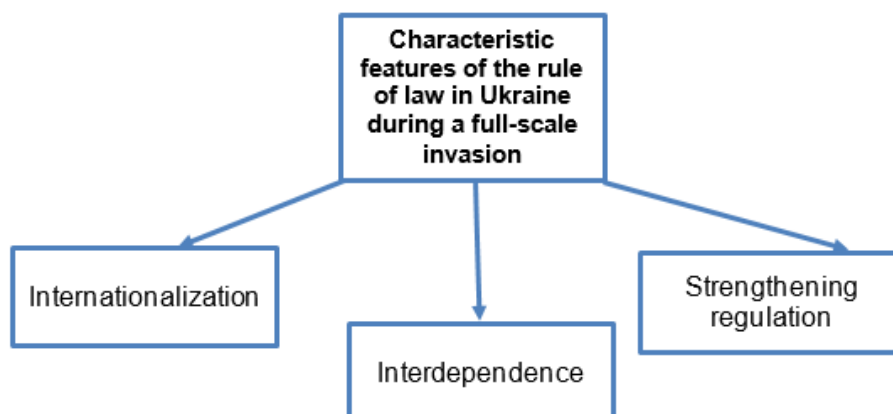 Characteristic
features of the rule
of law in Ukraine
during a full-scale
invasion
Internationalization
Interdependence
Strengthening
regulation